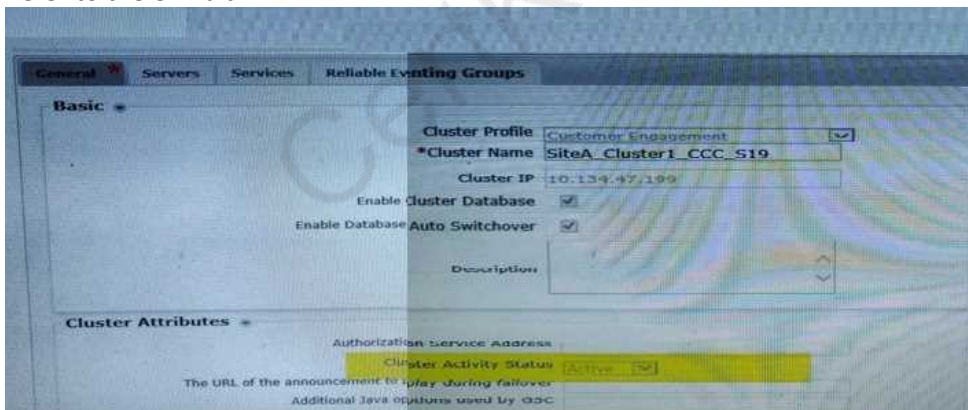 General * Servers Services Reliable Eventing Groups
Basic
Cluster Profile Customer Engagement
*Cluster Name SiteA_Cluster1_CCC_S19
Cluster IP 10.134.47.199
Enable Cluster Database
Enable Database Auto Switchover
Description
Cluster Attributes
Authorization Service Address
Cluster Activity Status Active
The URL of the announcement to play during failover
Additional Java options used by GSC